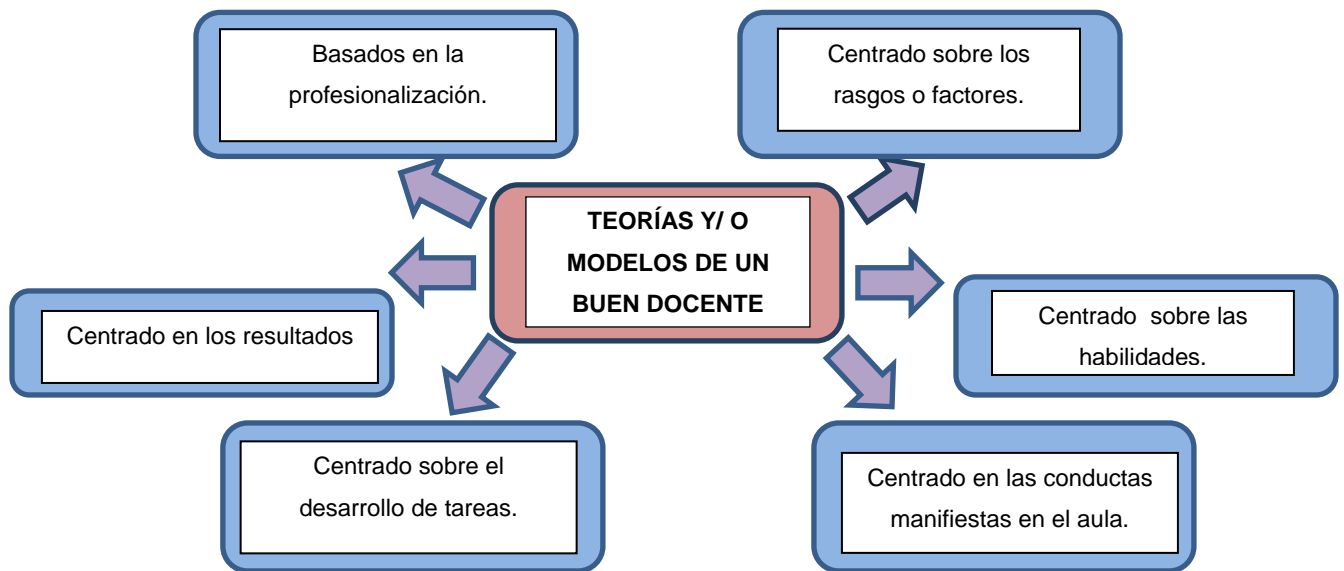 Basados en la
profesionalización.
Centrado sobre los
rasgos o factores.
TEORÍAS Y/ O
MODELOS DE UN
BUEN DOCENTE
Centrado en los resultados
Centrado sobre las
habilidades.
Centrado sobre el
desarrollo de tareas.
Centrado en las conductas
manifiestas en el aula.